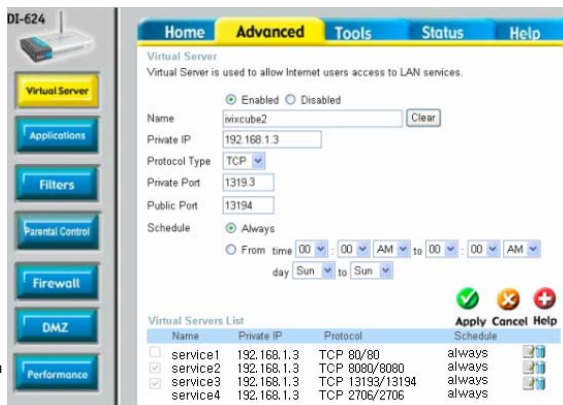 DI-624
Home Advanced Tools Status Help
Virtual Server
Applications
Filters
Parental Control
Firewall
DMZ
Performance
Virtual Server
Virtual Server is used to allow Internet users access to LAN services.
Enabled Disabled
Name ivixcube2 Clear
Private IP 192.168.1.3
Protocol Type TCP
Private Port 1319.3
Public Port 13194
Schedule Always
From time 00 : 00 AM to 00 : 00 AM
day Sun to Sun
Apply Cancel Help
Virtual Servers List
Name Private IP Protocol Schedule
service1 192.168.1.3 TCP 80/80 always
service2 192.168.1.3 TCP 8080/8080 always
service3 192.168.1.3 TCP 13193/13194 always
service4 192.168.1.3 TCP 2706/2706 always